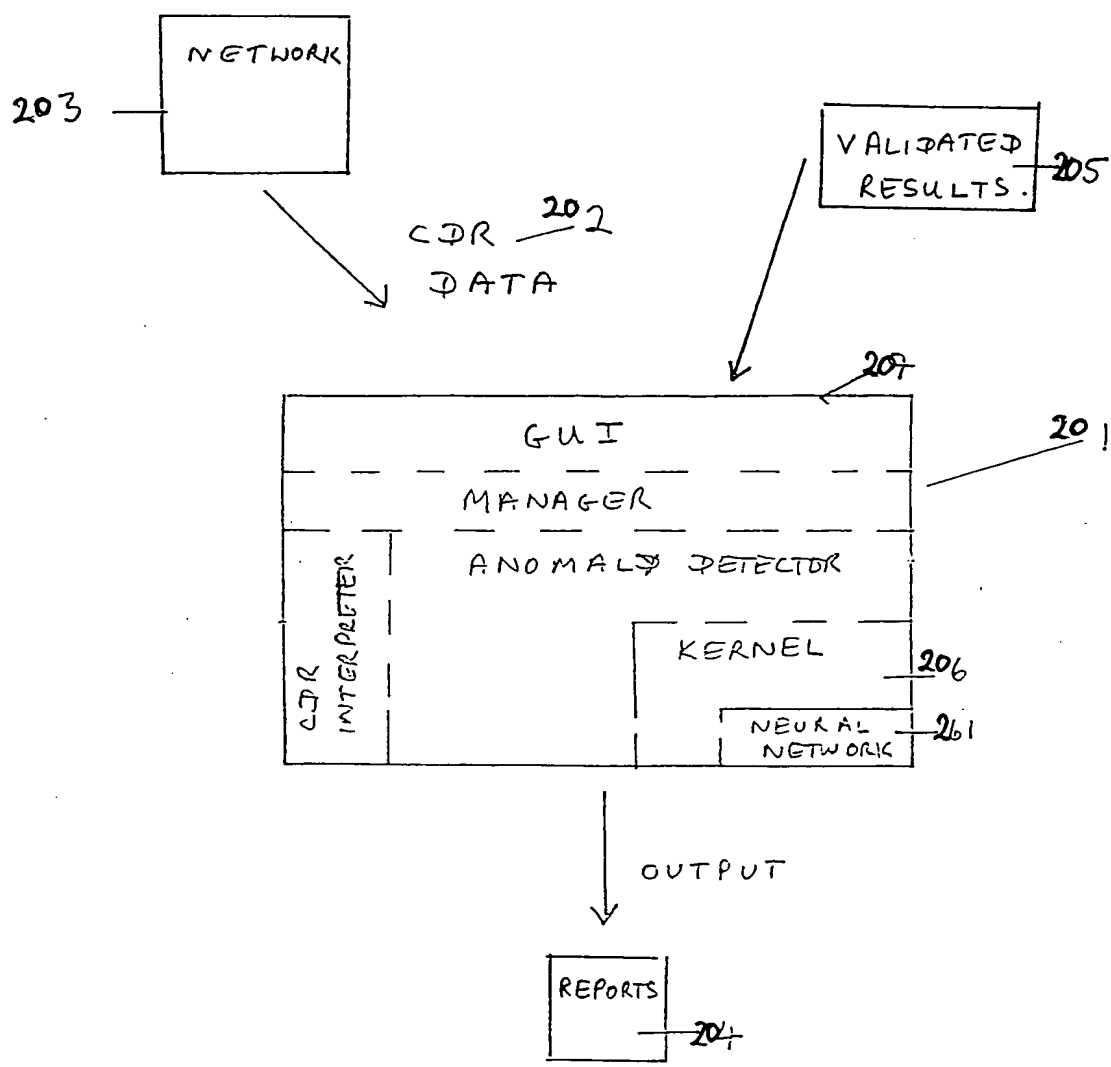 NETWORK
203
VALIDATED
RESULTS.
205
CDR 202
DATA
GUI
201
MANAGER
ANOMALY DETECTOR
CDR
INTERPRETER
KERNEL
206
NEURAL
NETWORK
261
OUTPUT
REPORTS
204